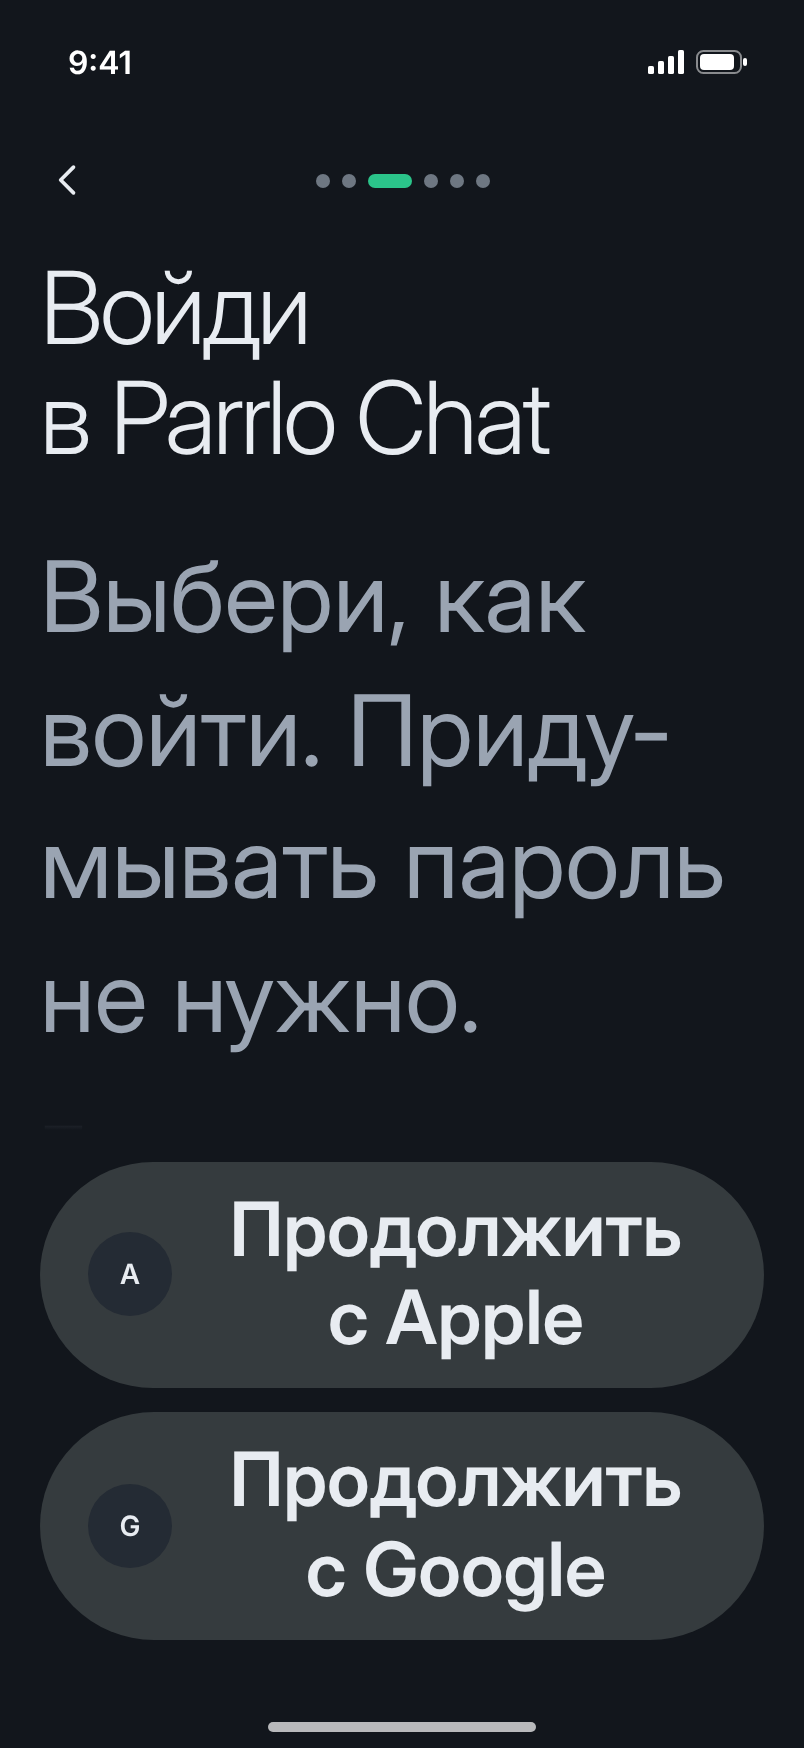 9:41
Войди
в Parrlo Chat
Выбери, как
войти. Приду-
мывать пароль
не нужно.
A
Продолжить
с Apple
G
Продолжить
с Google